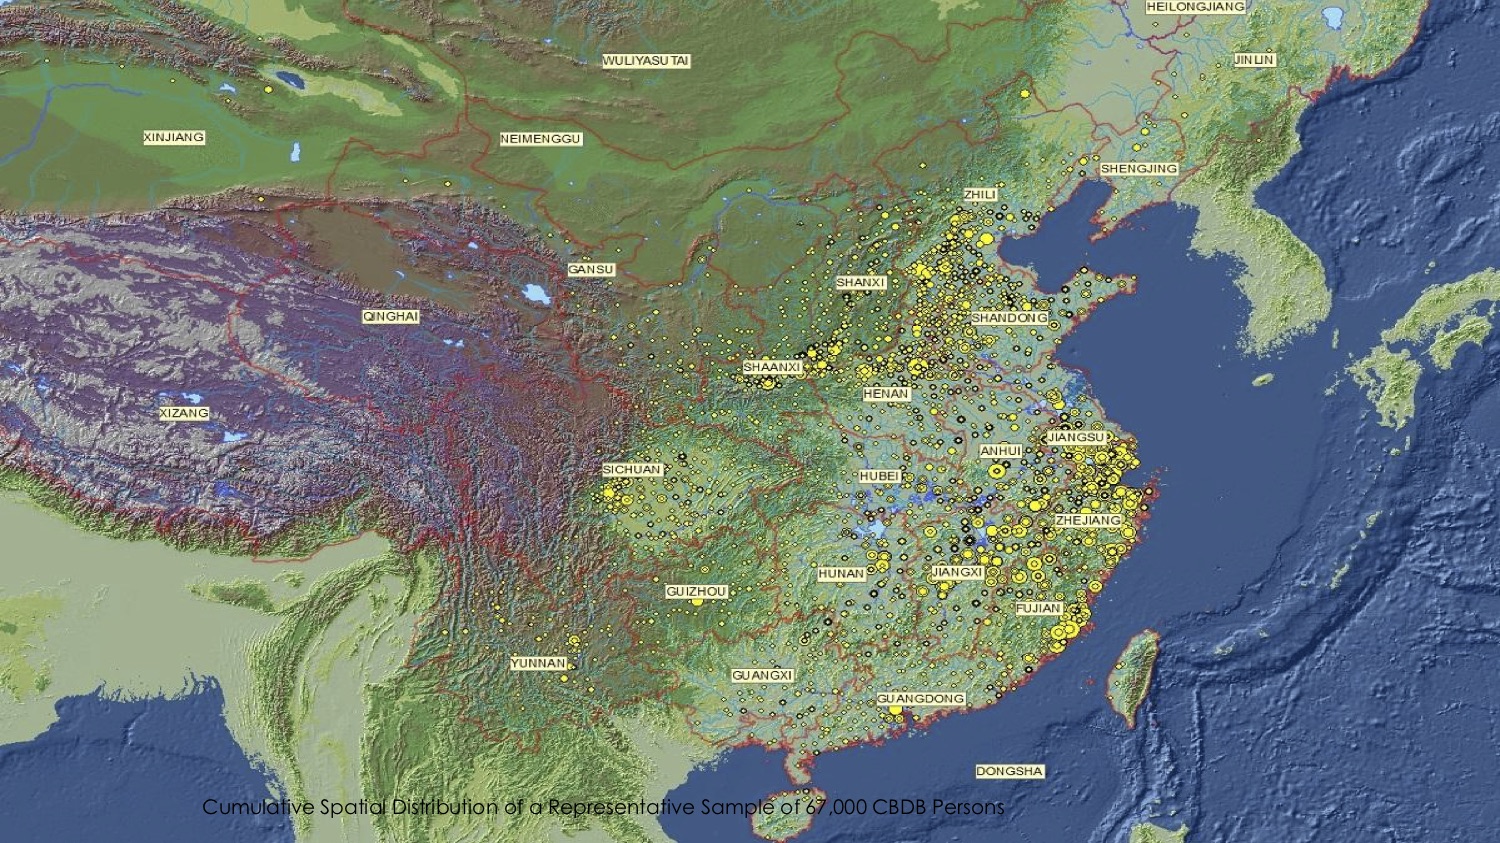 HEILONGJIANG
WULIYASUTAI
JINLIN
XINJIANG
NEIMENGGU
SHENGJING
ZHILI
GANSU
SHANXI
QINGHAI
SHANDONG
SHAANXI
HENAN
XIZANG
JIANGSU
ANHUI
SICHUAN
HUBEI
ZHEJIANG
HUNAN
JIANGXI
GUIZHOU
FUJIAN
YUNNAN
GUANGXI
GUANGDONG
DONGSHA
Cumulative Spatial Distribution of a Representative Sample of 67,000 CBDB Persons